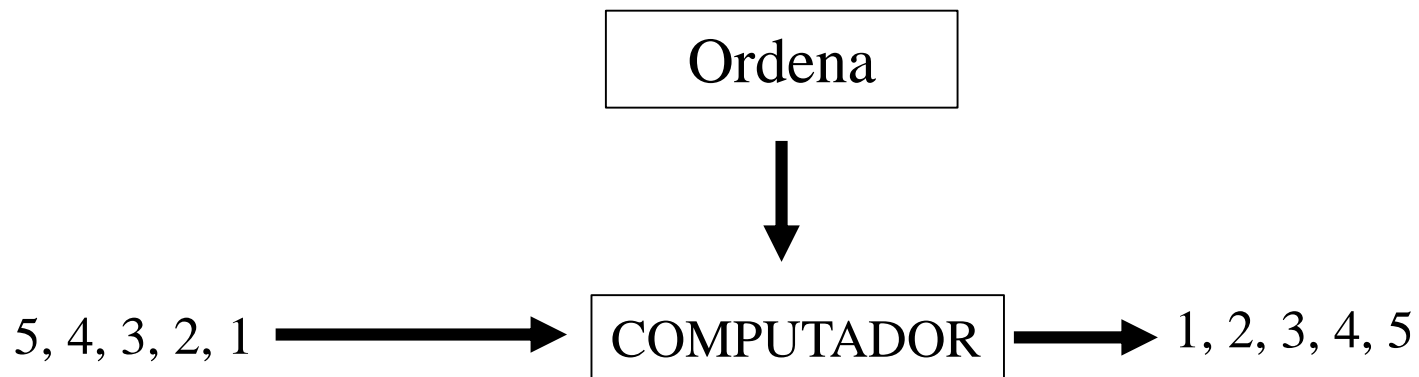 Ordena
5, 4, 3, 2, 1
COMPUTADOR
1, 2, 3, 4, 5